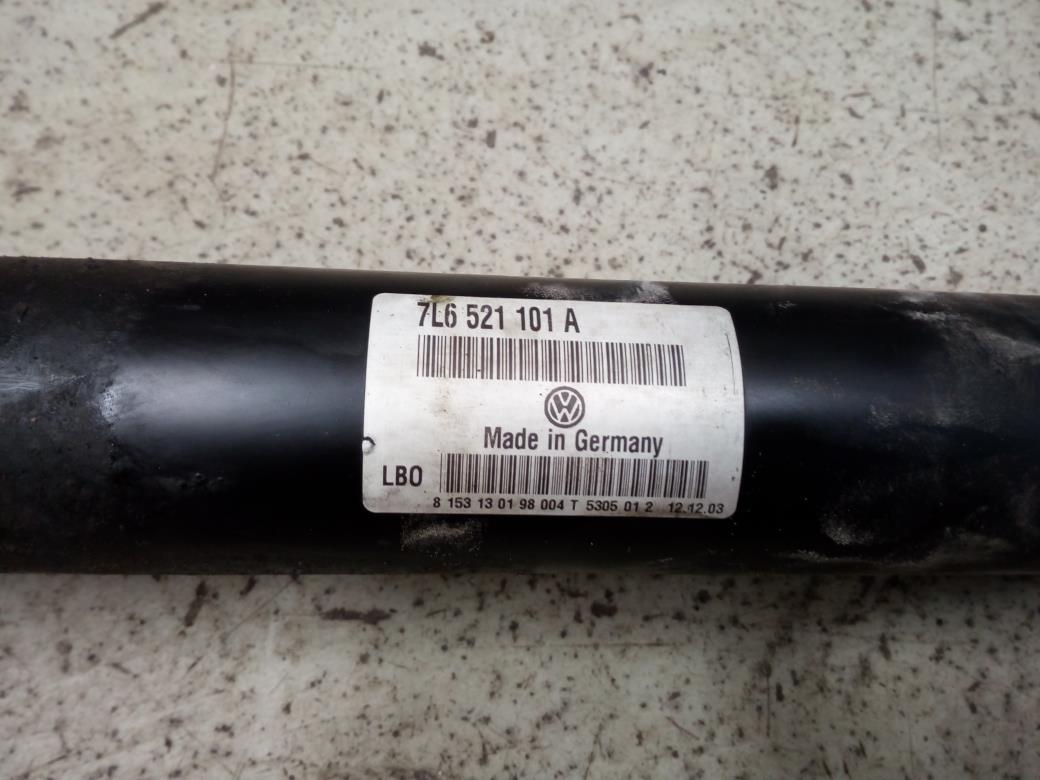 7L6 521 101 A
VW
Made in Germany
LBO
8 153 13 01 98 004 T 5305 01 2 12.12.03